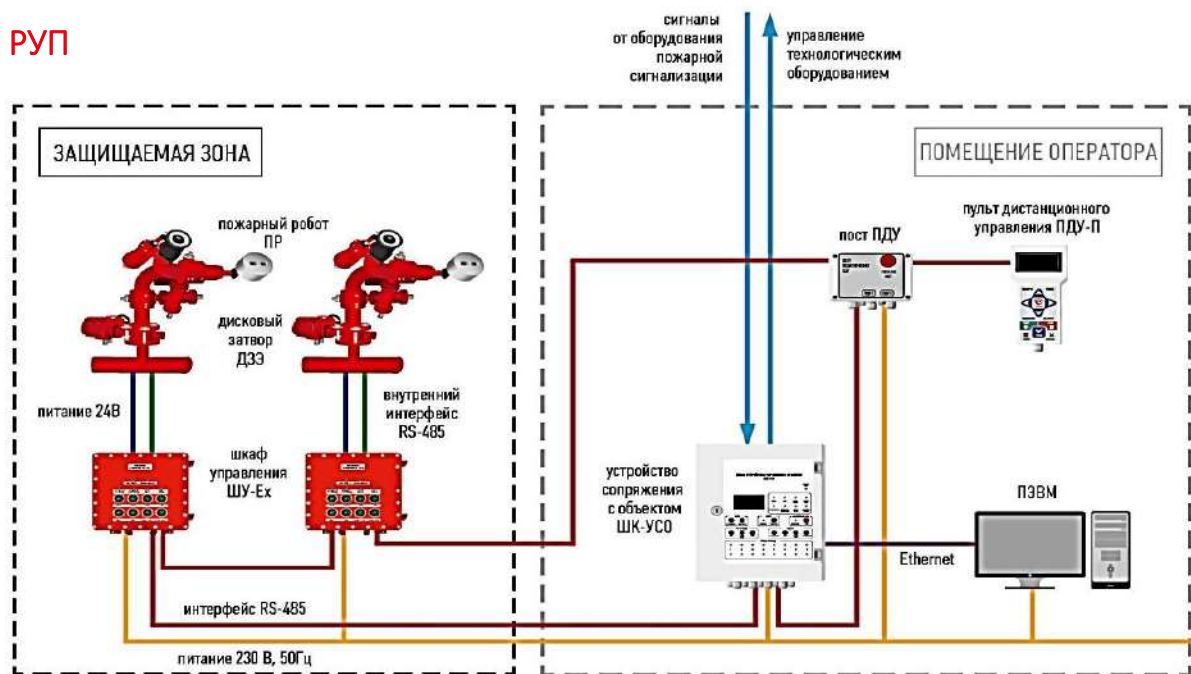 РУП
сигналы
от оборудования
пожарной
сигнализации
управление
технологическим
оборудованием
ЗАЩИЩАЕМАЯ ЗОНА
ПОМЕЩЕНИЕ ОПЕРАТОРА
пожарный робот
ПР
дисковый
затвор
ДЗЭ
пост ПДУ
пульт дистанционного
управления ПДУ-П
питание 24В
внутренний
интерфейс
RS-485
шкаф
управления
ШУ-Ех
устройство
сопряжения
с объектом
ШК-УСО
ПЭВМ
Ethernet
интерфейс RS-485
питание 230 В, 50Гц